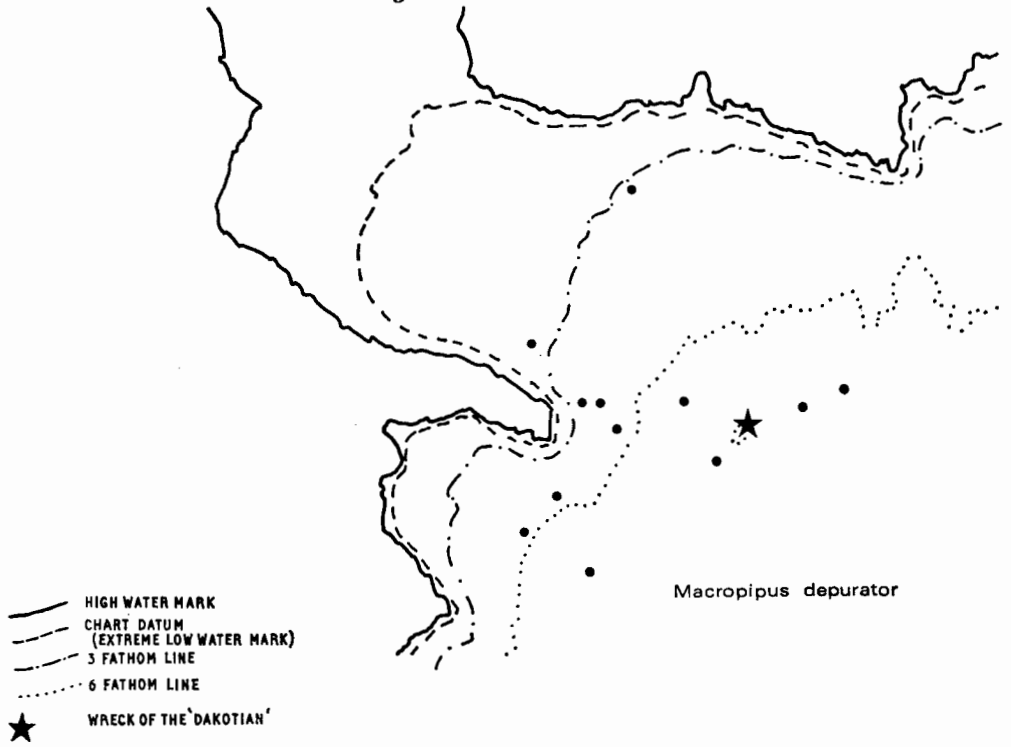 Macropipus depurator
HIGH WATER MARK
CHART DATUM
(EXTREME LOW WATER MARK)
3 FATHOM LINE
6 FATHOM LINE
WRECK OF THE 'DAKOTIAN'